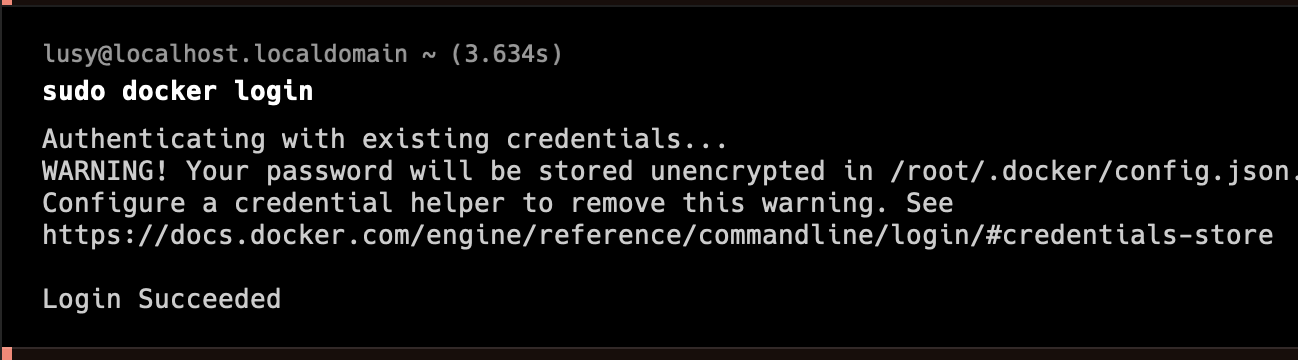 lusy@localhost.localdomain ~ (3.634s)
sudo docker login
Authenticating with existing credentials...
WARNING! Your password will be stored unencrypted in /root/.docker/config.json.
Configure a credential helper to remove this warning. See
https://docs.docker.com/engine/reference/commandline/login/#credentials-store
Login Succeeded